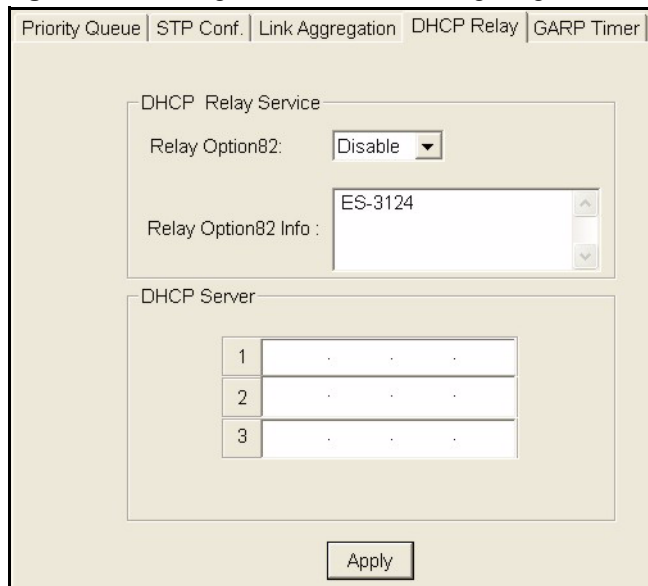 Priority Queue STP Conf. Link Aggregation DHCP Relay GARP Timer
DHCP Relay Service
Relay Option82: Disable
Relay Option82 Info : ES-3124
DHCP Server
1 . . .
2 . . .
3 . . .
Apply